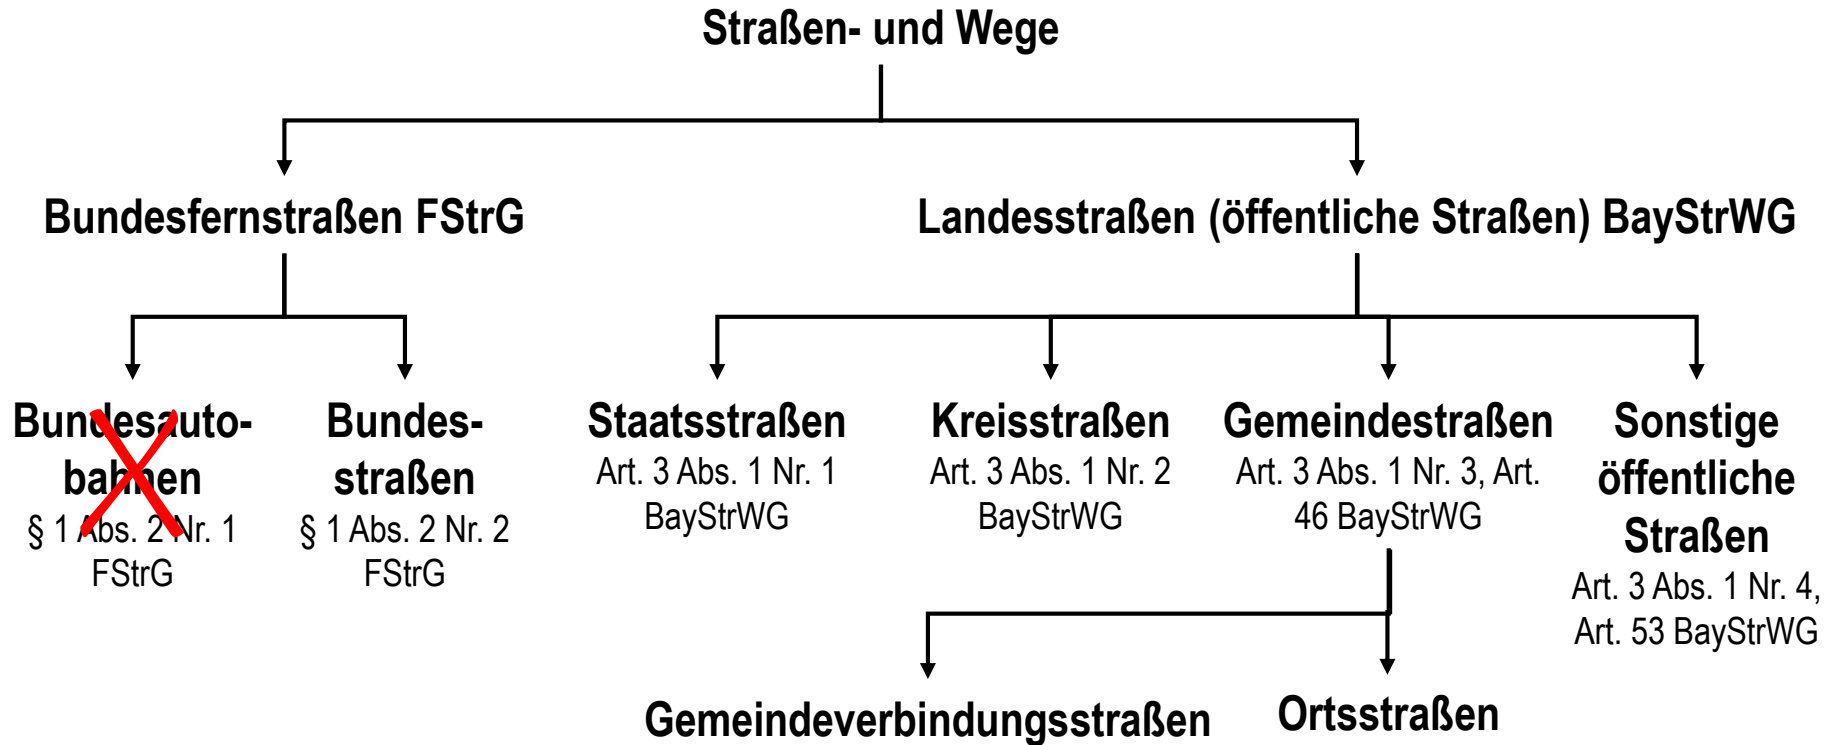 Straßen- und Wege
Bundesfernstraßen FStrG
Landesstraßen (öffentliche Straßen) BayStrWG
Bundesauto-
bahnen
§ 1 Abs. 2 Nr. 1
FStrG
Bundes-
straßen
§ 1 Abs. 2 Nr. 2
FStrG
Staatsstraßen
Art. 3 Abs. 1 Nr. 1
BayStrWG
Kreisstraßen
Art. 3 Abs. 1 Nr. 2
BayStrWG
Gemeindestraßen
Art. 3 Abs. 1 Nr. 3, Art.
46 BayStrWG
Sonstige
öffentliche
Straßen
Art. 3 Abs. 1 Nr. 4,
Art. 53 BayStrWG
Gemeindeverbindungsstraßen
Ortsstraßen